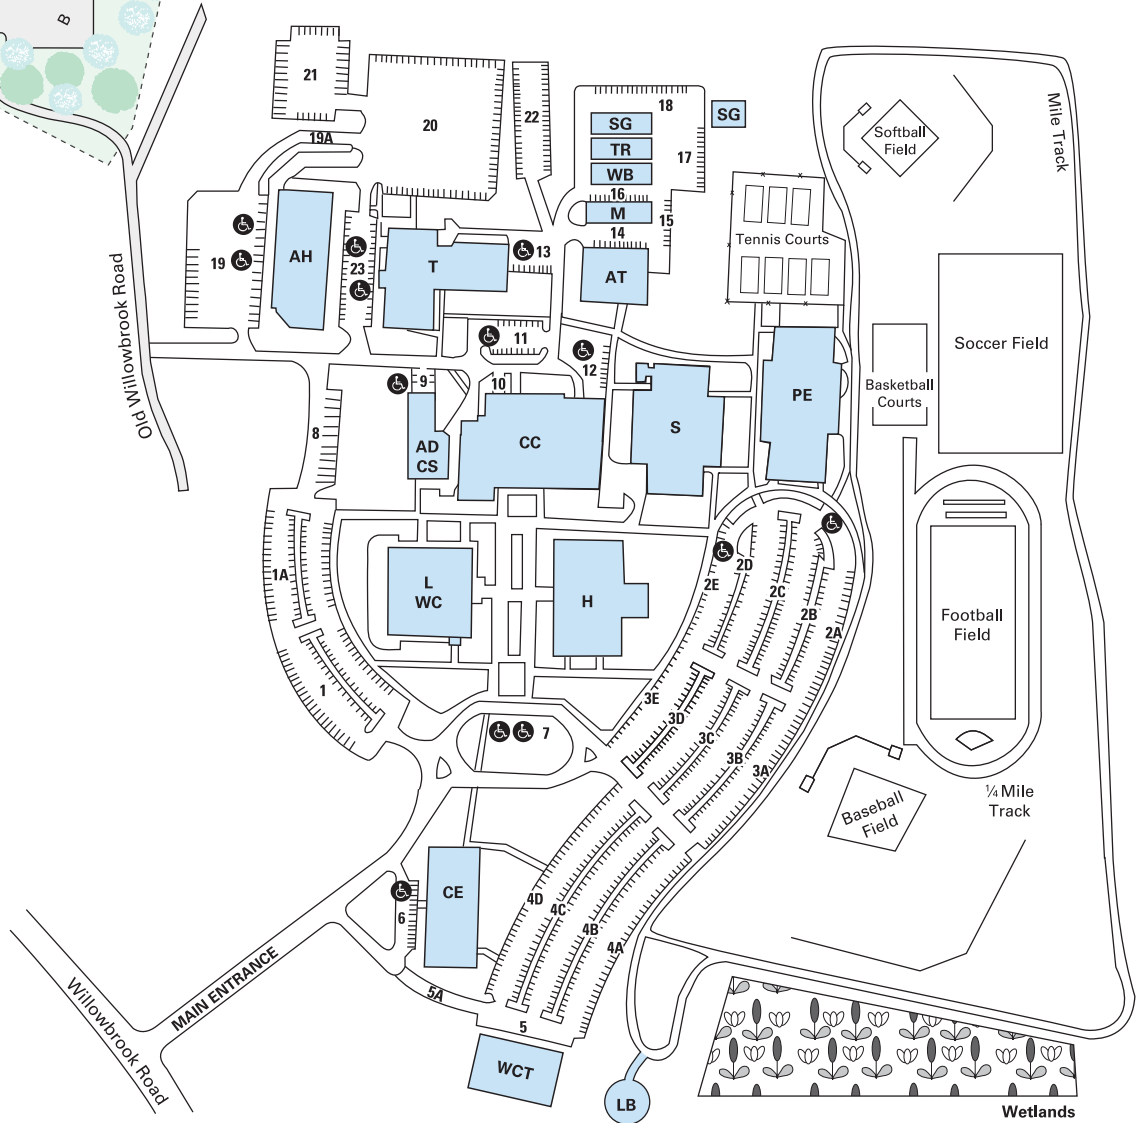 B
21
20
22
18
SG
SG
19A
TR
17
WB
16
M
15
14
Softball
Field
Mile Track
Tennis Courts
19
AH
23
T
13
AT
Old Willowbrook Road
11
12
Soccer Field
9
10
Basketball
Courts
PE
8
AD
CS
CC
S
1A
L
WC
H
2E
2D
2C
2B
2A
Football
Field
1
3E
3D
3C
3B
3A
7
¼ Mile
Track
Baseball
Field
CE
6
4D
4C
4B
4A
MAIN ENTRANCE
5A
5
Willowbrook Road
WCT
LB
Wetlands